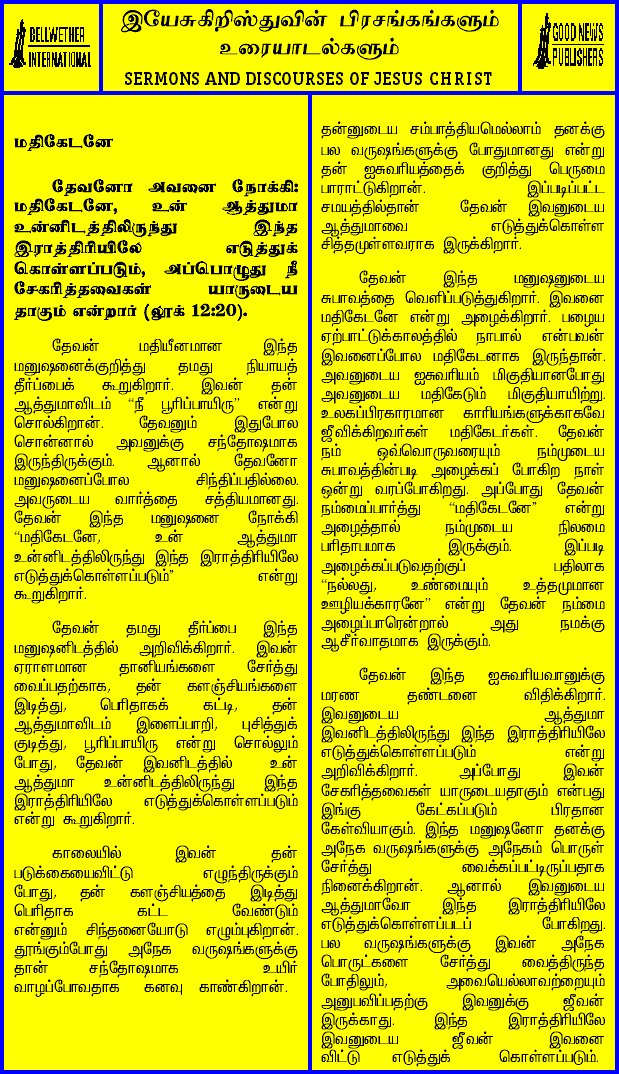 BELLWETHER
INTERNATIONAL
இயேசுகிறிஸ்துவின் பிரசங்கங்களும்
உரையாடல்களும்
SERMONS AND DISCOURSES OF JESUS CHRIST
GOOD NEWS
PUBLISHERS
மதிகேடனே
தேவனோ அவனை நோக்கி:
மதிகேடனே, உன் ஆத்துமா
உன்னிடத்திலிருந்து இந்த
இராத்திரியிலே எடுத்துக்
கொள்ளப்படும், அப்பொழுது நீ
சேகரித்தவைகள் யாருடைய
தாகும் என்றார் (லூக் 12:20).
தேவன் மதியீனமான இந்த
மனுஷனைக்குறித்து தமது நியாயத்
தீர்ப்பைக் கூறுகிறார். இவன் தன்
ஆத்துமாவிடம் “நீ பூரிப்பாயிரு” என்று
சொல்கிறான். தேவனும் இதுபோல
சொன்னால் அவனுக்கு சந்தோஷமாக
இருந்திருக்கும். ஆனால் தேவனோ
மனுஷனைப்போல சிந்திப்பதில்லை.
அவருடைய வார்த்தை சத்தியமானது.
தேவன் இந்த மனுஷனை நோக்கி
“மதிகேடனே, உன் ஆத்துமா
உன்னிடத்திலிருந்து இந்த இராத்திரியிலே
எடுத்துக்கொள்ளப்படும்” என்று
கூறுகிறார்.
தேவன் தமது தீர்ப்பை இந்த
மனுஷனிடத்தில் அறிவிக்கிறார். இவன்
ஏராளமான தானியங்களை சேர்த்து
வைப்பதற்காக, தன் களஞ்சியங்களை
இடித்து, பெரிதாகக் கட்டி, தன்
ஆத்துமாவிடம் இளைப்பாறி, புசித்துக்
குடித்து, பூரிப்பாயிரு என்று சொல்லும்
போது, தேவன் இவனிடத்தில் உன்
ஆத்துமா உன்னிடத்திலிருந்து இந்த
இராத்திரியிலே எடுத்துக்கொள்ளப்படும்
என்று கூறுகிறார்.
காலையில் இவன் தன்
படுக்கையைவிட்டு எழுந்திருக்கும்
போது, தன் களஞ்சியத்தை இடித்து
பெரிதாக கட்ட வேண்டும்
என்னும் சிந்தனையோடு எழும்புகிறான்.
தூங்கும்போது அநேக வருஷங்களுக்கு
தான் சந்தோஷமாக உயிர்
வாழப்போவதாக கனவு காண்கிறான்.
தன்னுடைய சம்பாத்தியமெல்லாம் தனக்கு
பல வருஷங்களுக்கு போதுமானது என்று
தன் ஐசுவரியத்தைக் குறித்து பெருமை
பாராட்டுகிறான். இப்படிப்பட்ட
சமயத்தில்தான் தேவன் இவனுடைய
ஆத்துமாவை எடுத்துக்கொள்ள
சித்தமுள்ளவராக இருக்கிறார்.
தேவன் இந்த மனுஷனுடைய
சுபாவத்தை வெளிப்படுத்துகிறார். இவனை
மதிகேடனே என்று அழைக்கிறார். பழைய
ஏற்பாட்டுக்காலத்தில் நாபால் என்பவன்
இவனைப்போல மதிகேடனாக இருந்தான்.
அவனுடைய ஐசுவரியம் மிகுதியானபோது
அவனுடைய மதிகேடும் மிகுதியாயிற்று.
உலகப்பிரகாரமான காரியங்களுக்காகவே
ஜீவிக்கிறவர்கள் மதிகேடர்கள். தேவன்
நம் ஒவ்வொருவரையும் நம்முடைய
சுபாவத்தின்படி அழைக்கப் போகிற நாள்
ஒன்று வரப்போகிறது. அப்போது தேவன்
நம்மைப்பார்த்து “மதிகேடனே” என்று
அழைத்தால் நம்முடைய நிலமை
பரிதாபமாக இருக்கும். இப்படி
அழைக்கப்படுவதற்குப் பதிலாக
“நல்லது, உண்மையும் உத்தமுமான
ஊழியக்காரனே” என்று தேவன் நம்மை
அழைப்பாரென்றால் அது நமக்கு
ஆசீர்வாதமாக இருக்கும்.
தேவன் இந்த ஐசுவரியவானுக்கு
மரண தண்டனை விதிக்கிறார்.
இவனுடைய ஆத்துமா
இவனிடத்திலிருந்து இந்த இராத்திரியிலே
எடுத்துக்கொள்ளப்படும் என்று
அறிவிக்கிறார். அப்போது இவன்
சேகரித்தவைகள் யாருடையதாகும் என்பது
இங்கு கேட்கப்படும் பிரதான
கேள்வியாகும். இந்த மனுஷனோ தனக்கு
அநேக வருஷங்களுக்கு அநேகம் பொருள்
சேர்த்து வைக்கப்பட்டிருப்பதாக
நினைக்கிறான். ஆனால் இவனுடைய
ஆத்துமாவோ இந்த இராத்திரியிலே
எடுத்துக்கொள்ளப்படப் போகிறது.
பல வருஷங்களுக்கு இவன் அநேக
பொருட்களை சேர்த்து வைத்திருந்த
போதிலும், அவையெல்லாவற்றையும்
அனுபவிப்பதற்கு இவனுக்கு ஜீவன்
இருக்காது. இந்த இராத்திரியிலே
இவனுடைய ஜீவன் இவனை
விட்டு எடுத்துக் கொள்ளப்படும்.